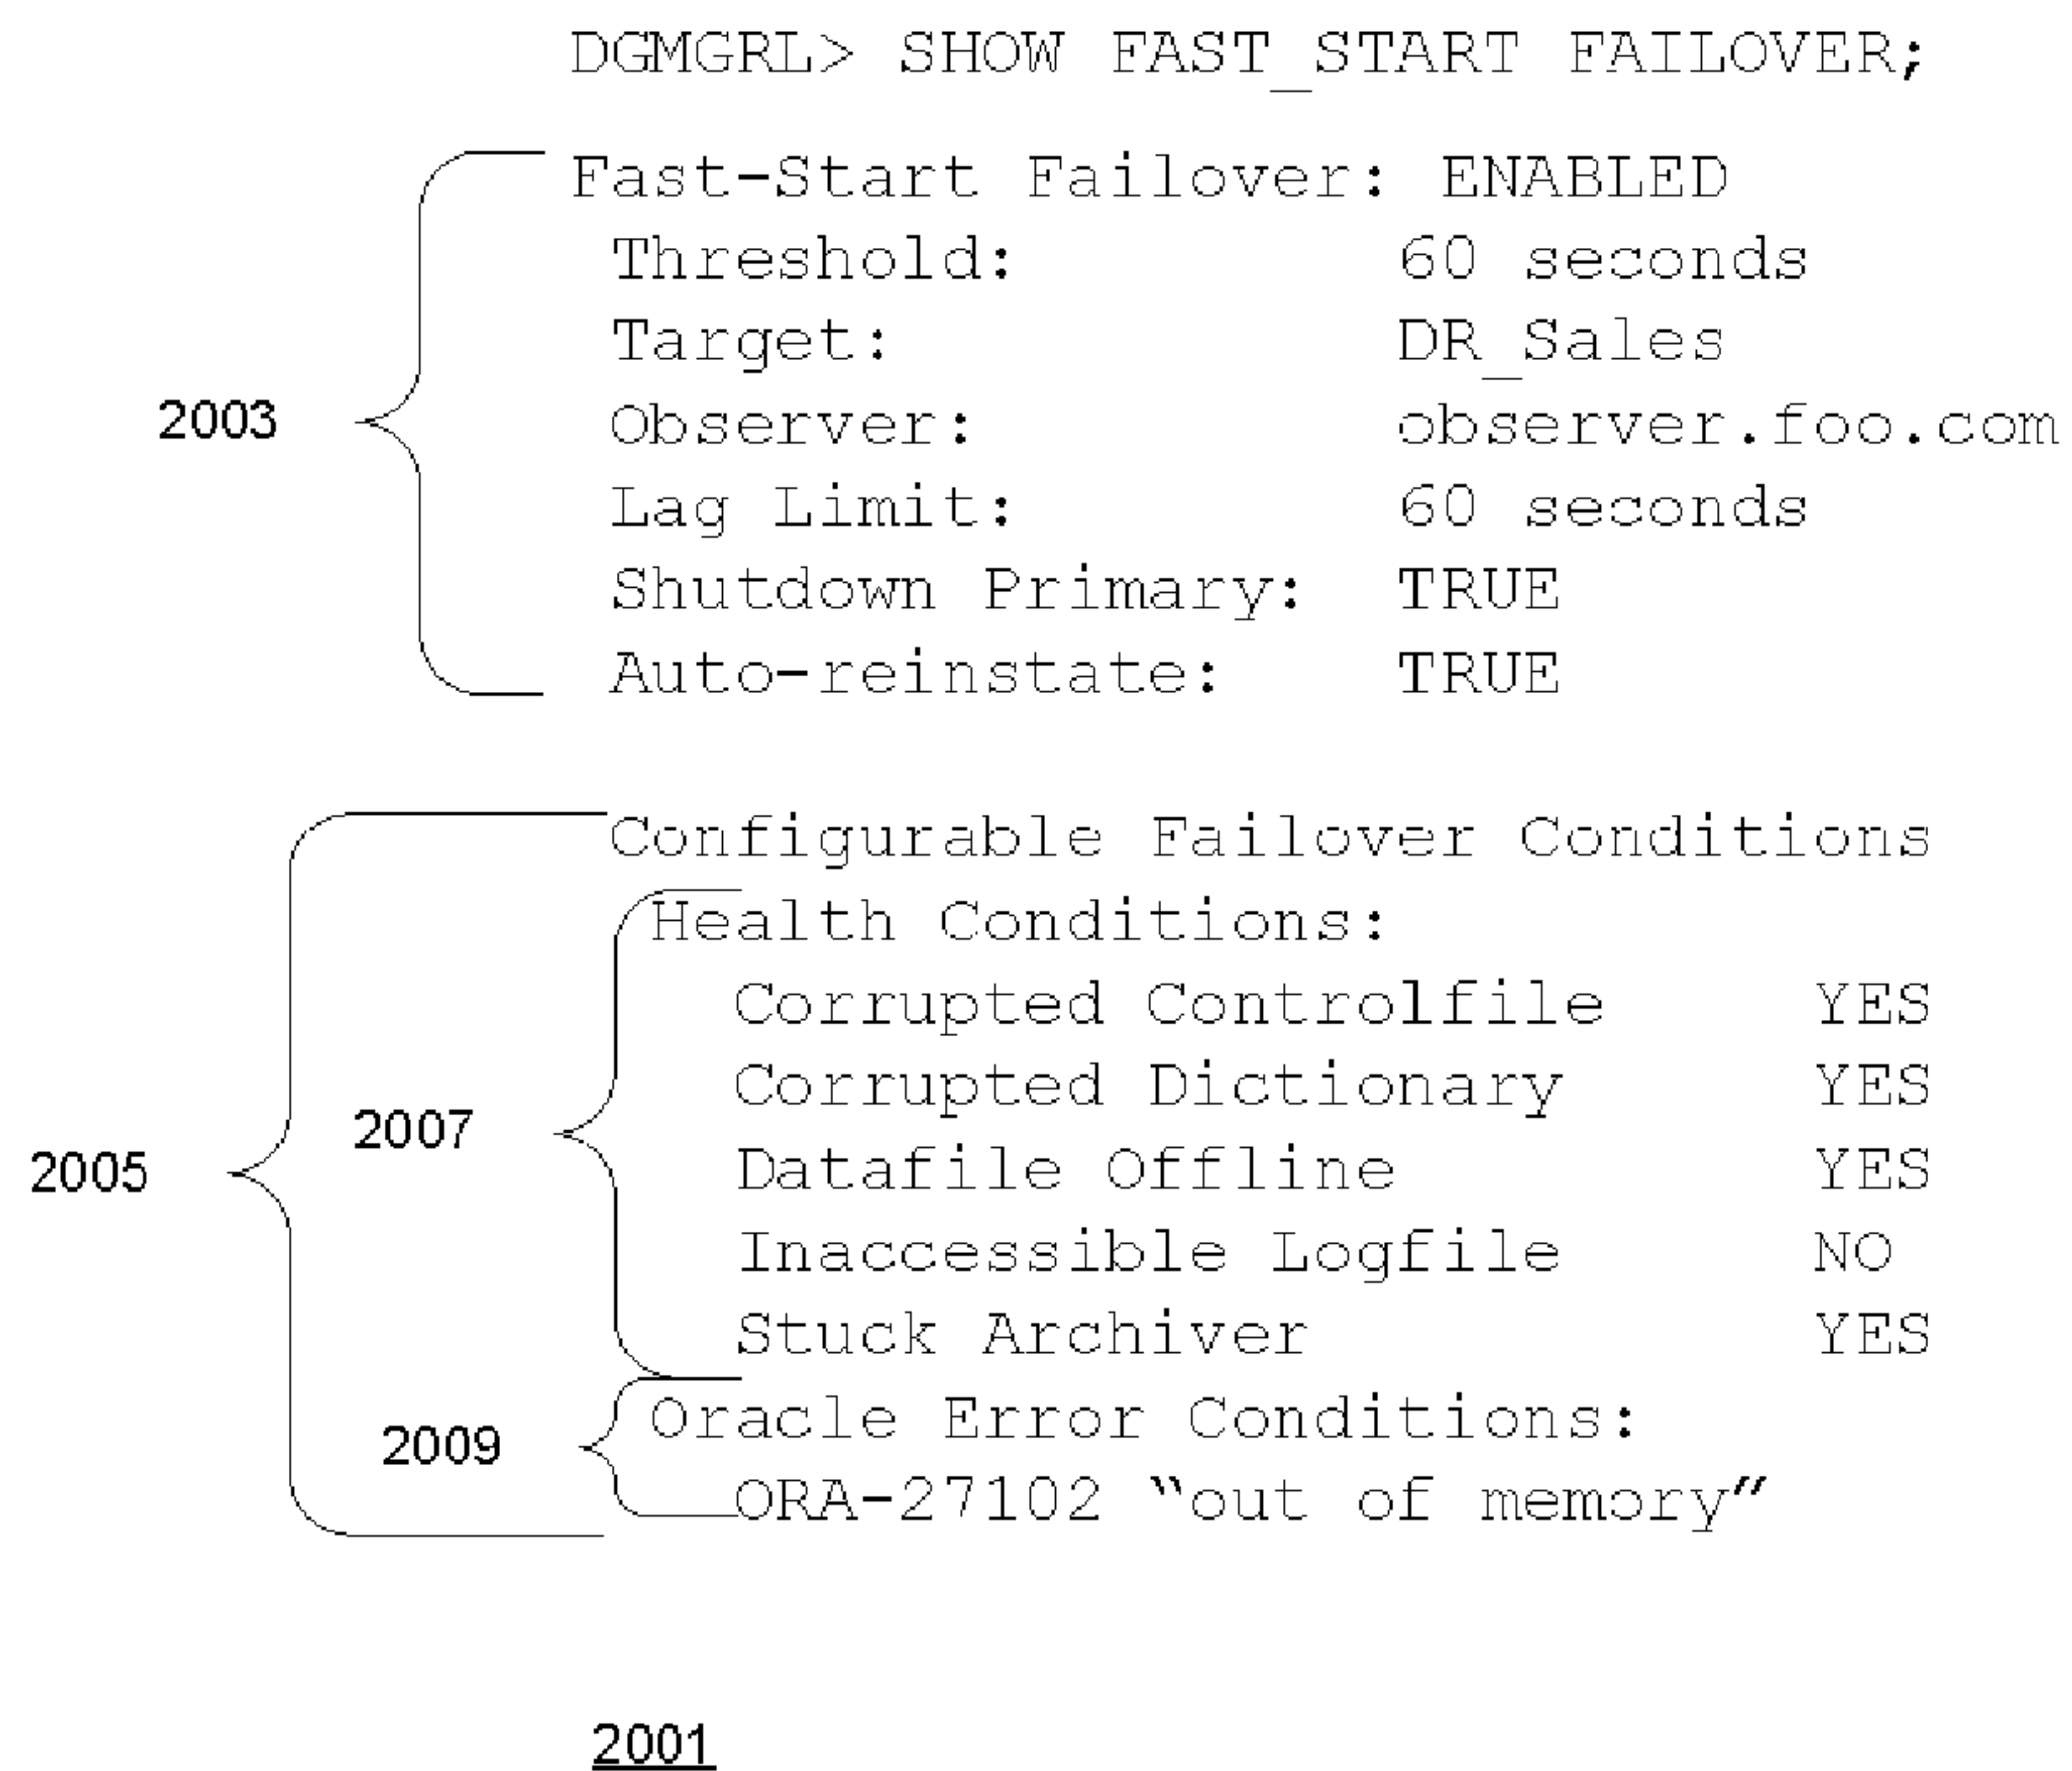 DGMGRL> SHOW FAST_START FAILOVER;
Fast-Start Failover: ENABLED
Threshold: 60 seconds
Target: DR_Sales
2003
Observer: observer.foo.com
Lag Limit: 60 seconds
Shutdown Primary: TRUE
Auto-reinstate: TRUE
Configurable Failover Conditions
Health Conditions:
Corrupted Controlfile YES
Corrupted Dictionary YES
2007
2005
Datafile Offline YES
Inaccessible Logfile NO
Stuck Archiver YES
Oracle Error Conditions:
2009
ORA-27102 “out of memory”
2001